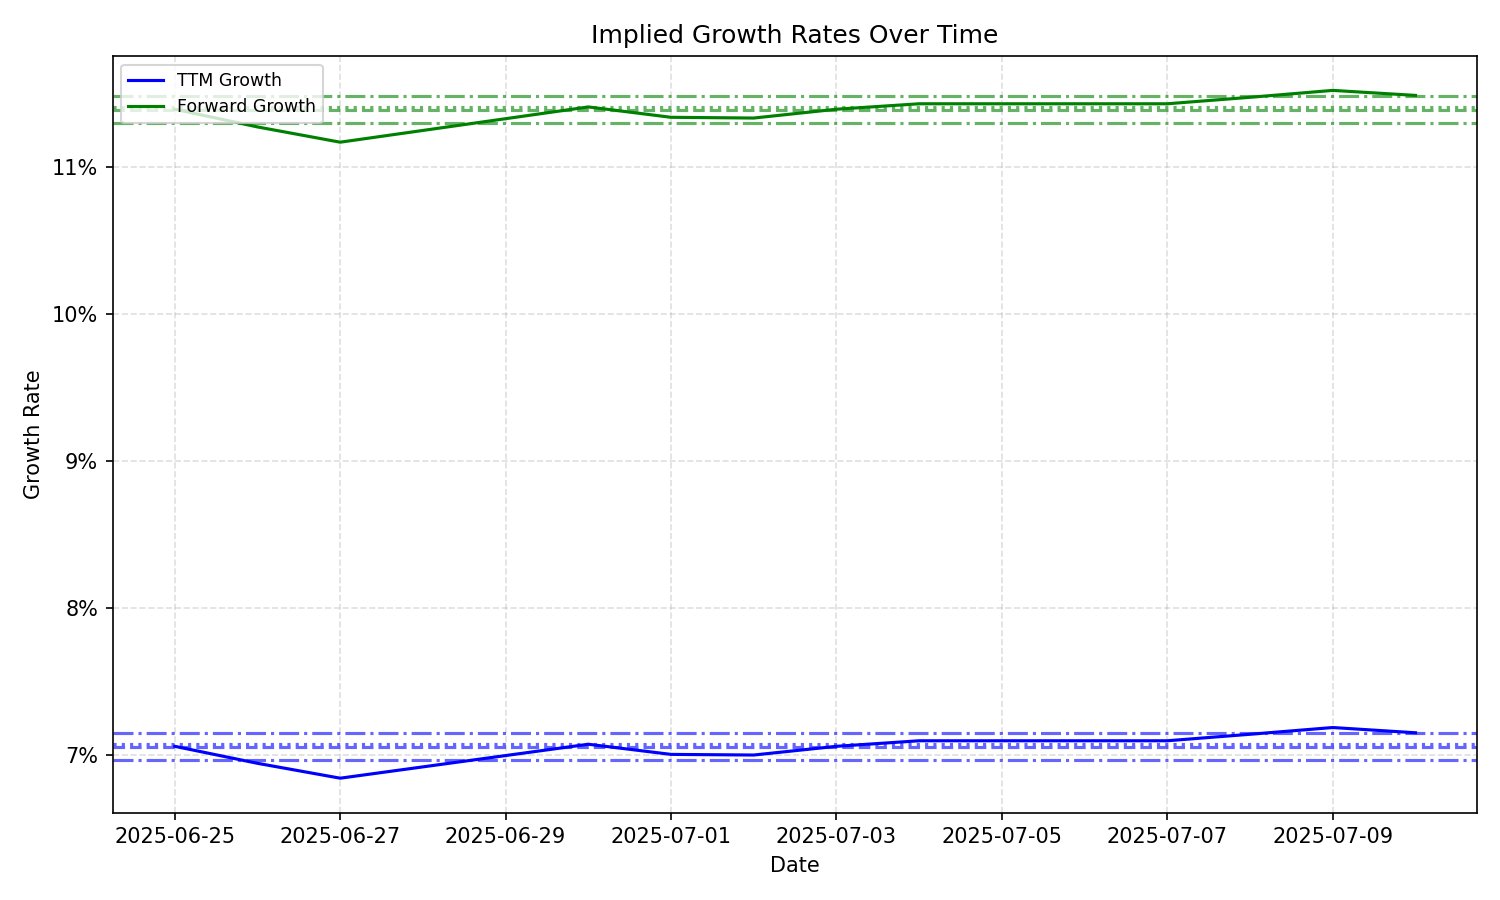 Implied Growth Rates Over Time
TTM Growth
Forward Growth
11%
10%
9%
8%
7%
Growth Rate
2025-06-25
2025-06-27
2025-06-29
2025-07-01
2025-07-03
2025-07-05
2025-07-07
2025-07-09
Date